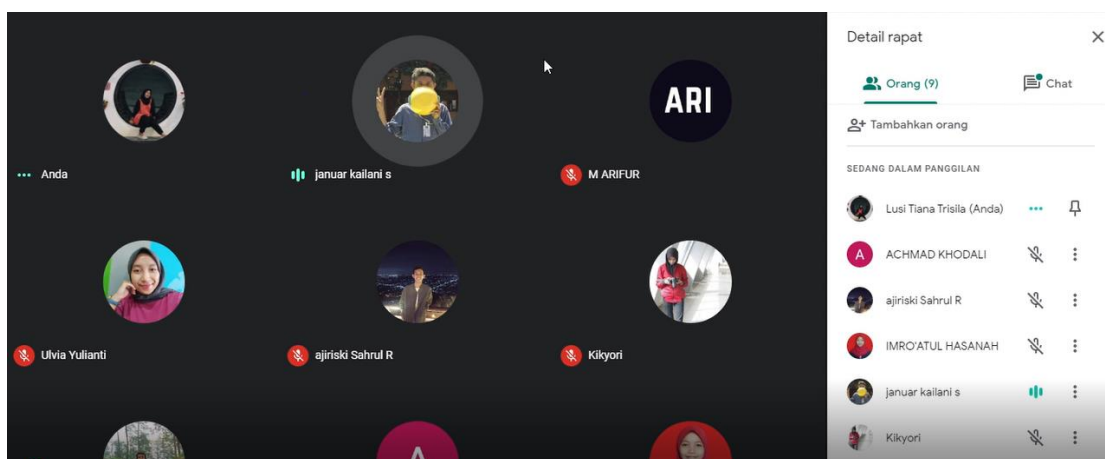 ARI
Anda
januar kailani s
M ARIFUR
Ulvia Yulianti
ajiriski Sahrul R
Kikyori
A
Detail rapat
Orang (9)
Chat
Tambahkan orang
SEDANG DALAM PANGGILAN
Lusi Tiana Trisila (Anda)
A ACHMAD KHODALI
ajiriski Sahrul R
IMRO'ATUL HASANAH
januar kailani s
Kikyori